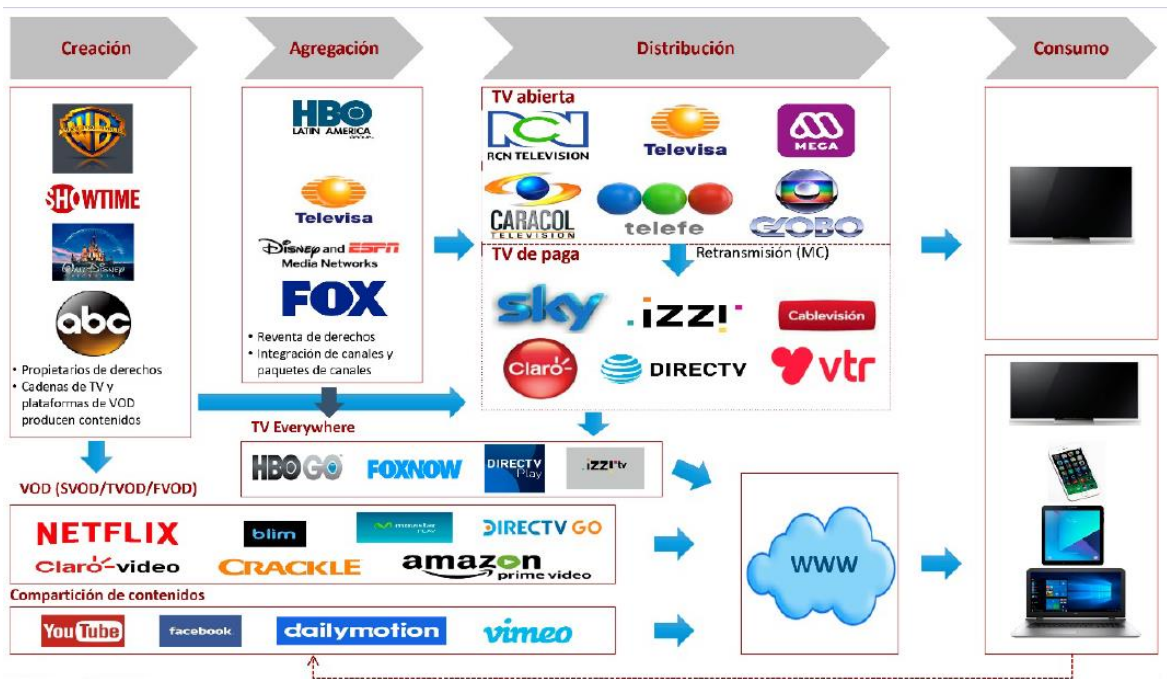 Creación
Agregación
Distribución
Consumo
WB
SHOWTIME
WALT DISNEY
abc
• Propietarios de derechos
• Cadenas de TV y
plataformas de VOD
producen contenidos
HBO
LATIN AMERICA
Televisa
DISNEY and ESPN
Media Networks
FOX
• Reventa de derechos
• Integración de canales y
paquetes de canales
TV abierta
RCN
RCN TELEVISION
Televisa
MEGA
CARACOL
TELEVISION
telefe
GLOBO
TV de paga
Retransmisión (MC)
sky
izzi
Cablevisión
Claro
DIRECTV
vtr
TV Everywhere
HBO GO
FOXNOW
DIRECTV
Play
izzi tv
VOD (SVOD/TVOD/FVOD)
NETFLIX
blim
movistar
PLAY
DIRECTV GO
Claro-video
CRACKLE
amazon
prime video
WWW
Compartición de contenidos
YouTube
facebook
dailymotion
vimeo